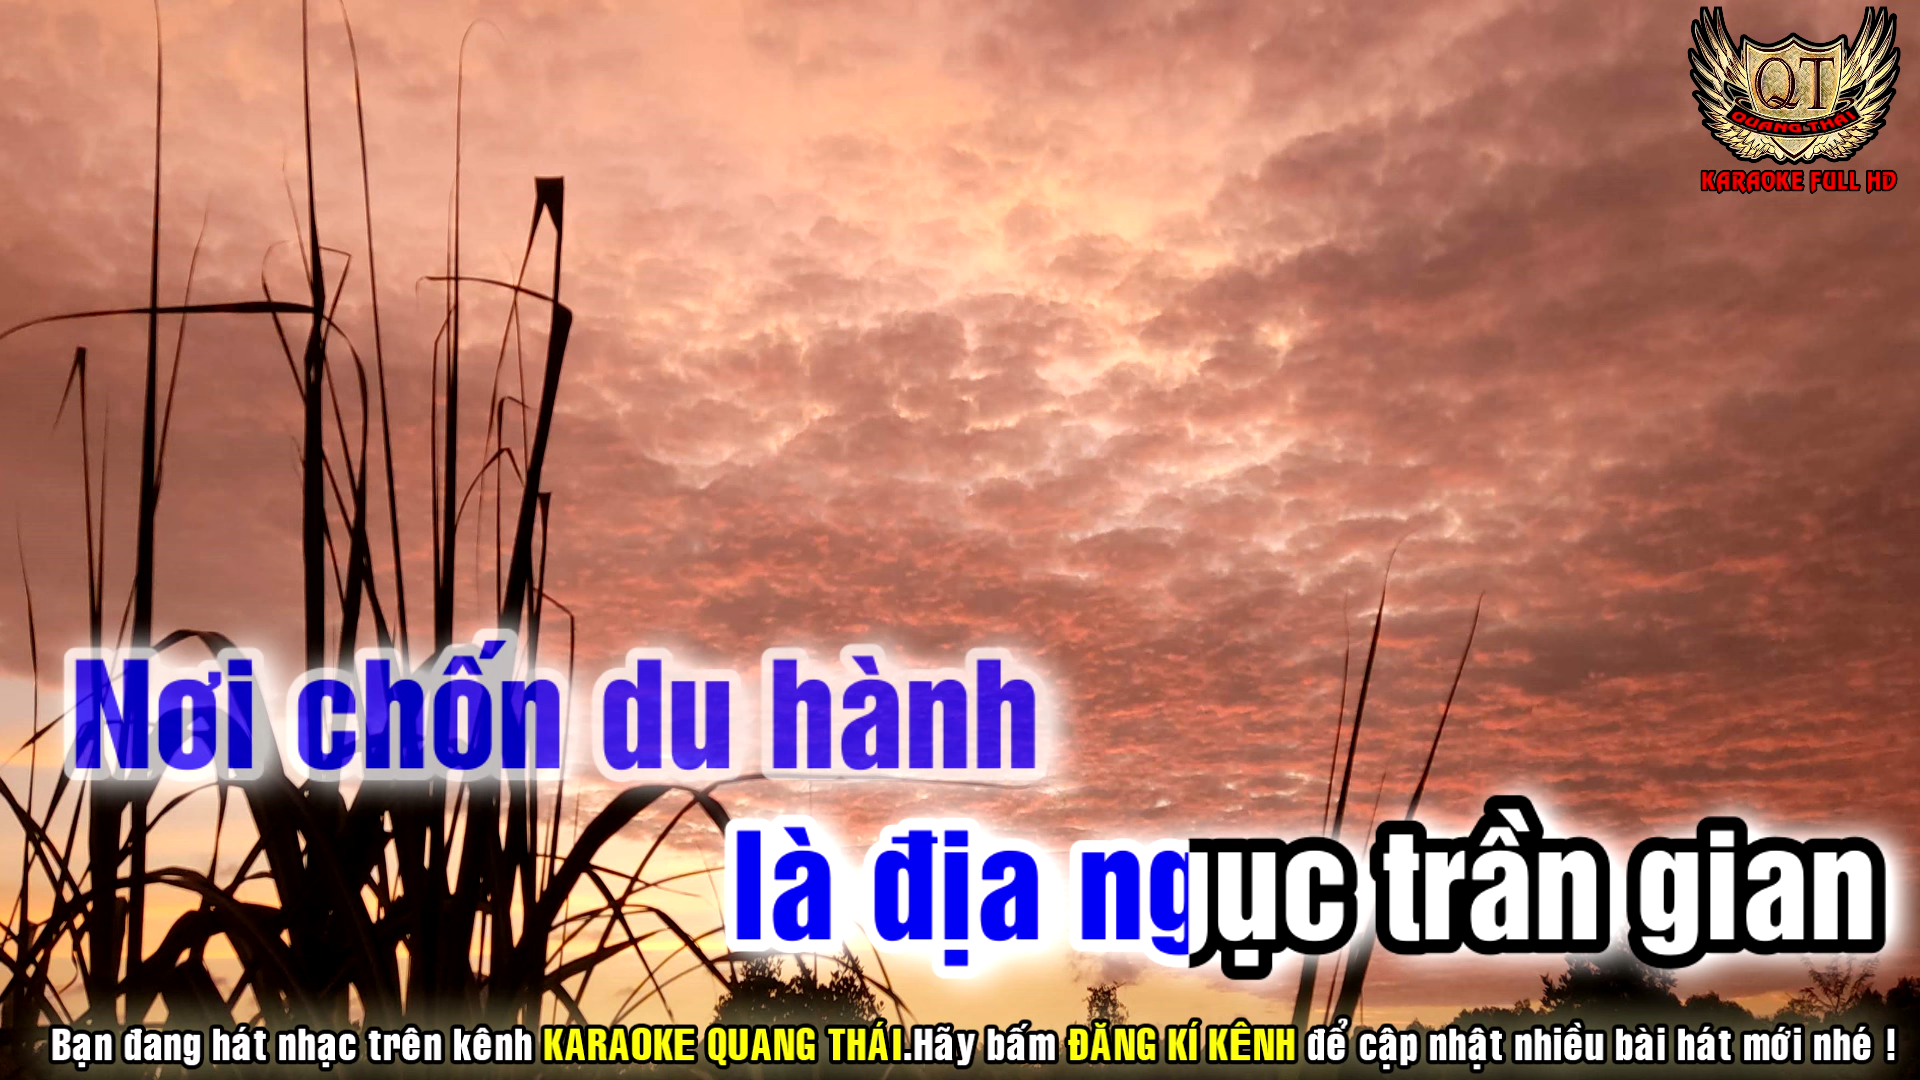 QT
QUANG THÁI
KARAOKE FULL HD
Nơi chốn du hành
là địa ngục trần gian
Bạn đang hát nhạc trên kênh KARAOKE QUANG THÁI.Hãy bấm ĐĂNG KÍ KÊNH để cập nhật nhiều bài hát mới nhé !